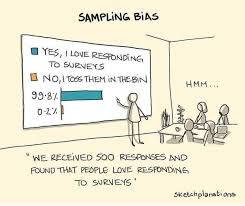 SAMPLING BIAS
YES, I LOVE RESPONDING
TO SURVEYS
NO, I TOSS THEM IN THE BIN
99.8%
0.2%
HMM...
"WE RECEIVED 500 RESPONSES AND
FOUND THAT PEOPLE LOVE RESPONDING
TO SURVEYS"
sketchplanations